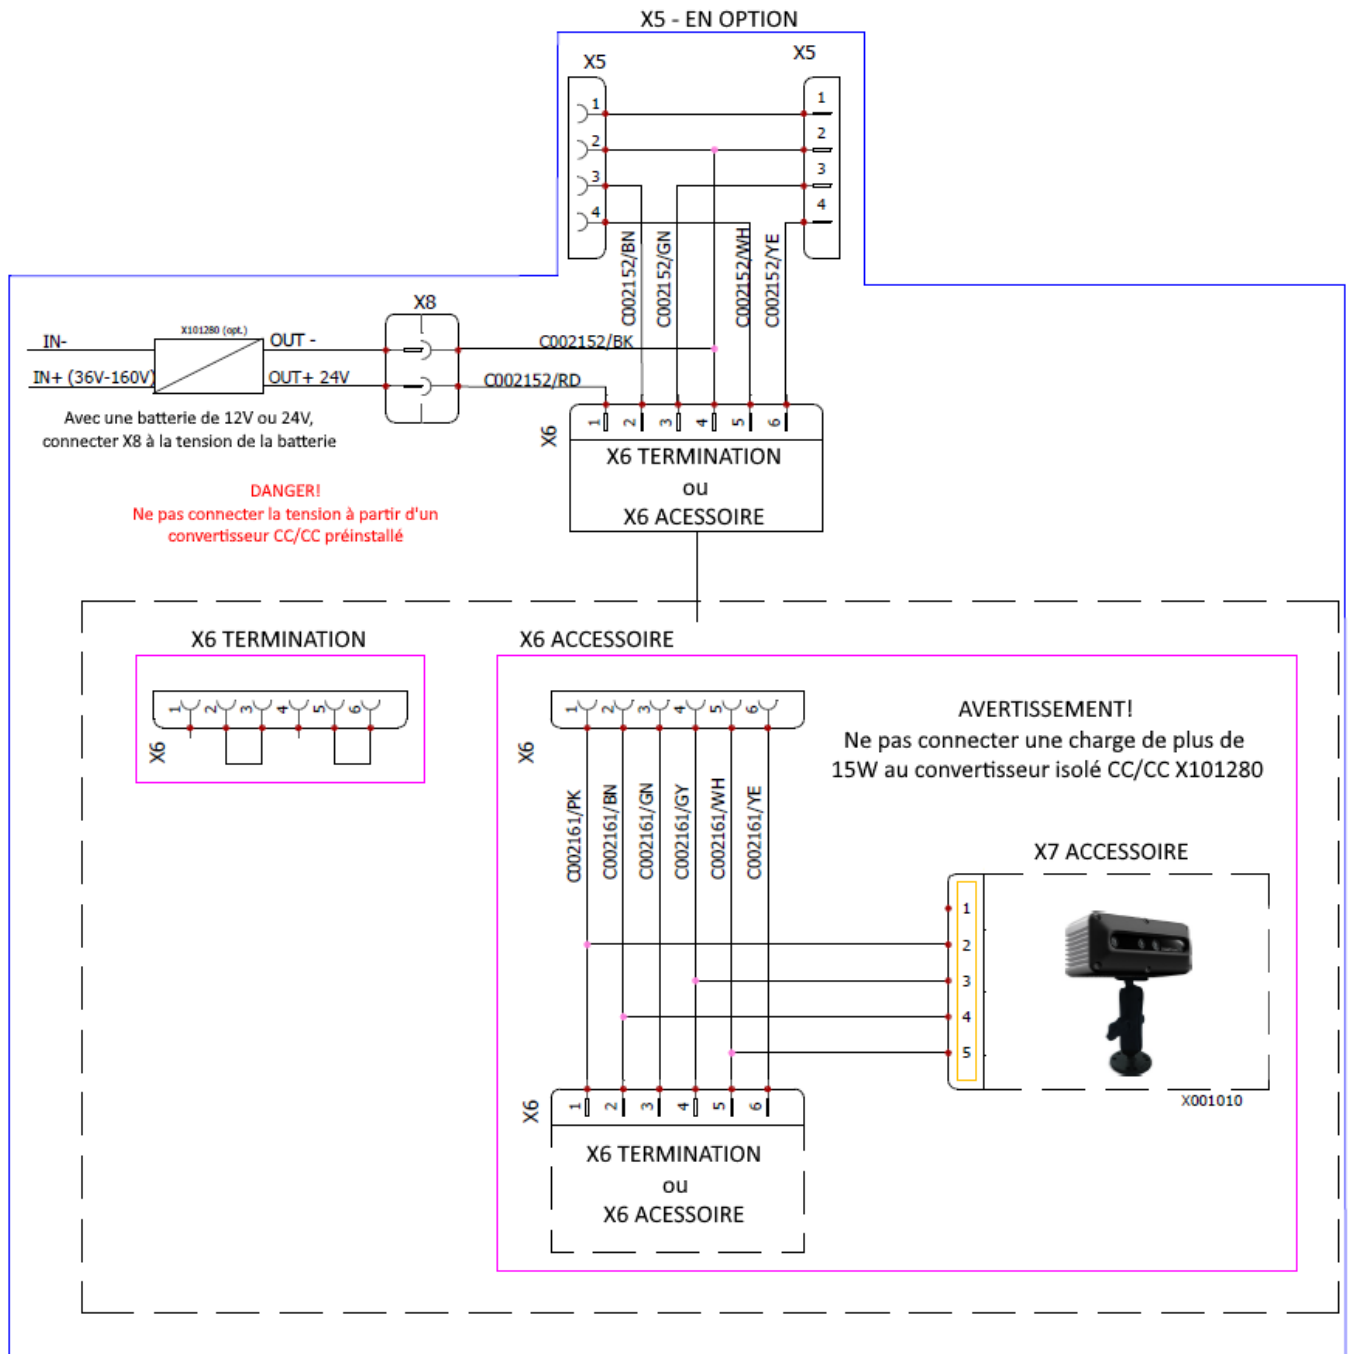 X5 - EN OPTION
X5
X5
1
2
3
4
1
2
3
4
C002152/BN
C002152/GN
C002152/WH
C002152/YE
X8
X101280 (opt.)
IN-
OUT -
C002152/BK
IN+ (36V-160V)
OUT+ 24V
C002152/RD
Avec une batterie de 12V ou 24V,
connecter X8 à la tension de la batterie
X6
1
2
3
4
5
6
X6 TERMINATION
ou
X6 ACESSOIRE
DANGER!
Ne pas connecter la tension à partir d'un
convertisseur CC/CC préinstallé
X6 TERMINATION
1
2
3
4
5
6
X6
X6 ACCESSOIRE
1
2
3
4
5
6
X6
AVERTISSEMENT!
Ne pas connecter une charge de plus de
15W au convertisseur isolé CC/CC X101280
C002161/PK
C002161/BN
C002161/GN
C002161/GY
C002161/WH
C002161/YE
X7 ACCESSOIRE
1
2
3
4
5
X001010
X6
1
2
3
4
5
6
X6 TERMINATION
ou
X6 ACESSOIRE